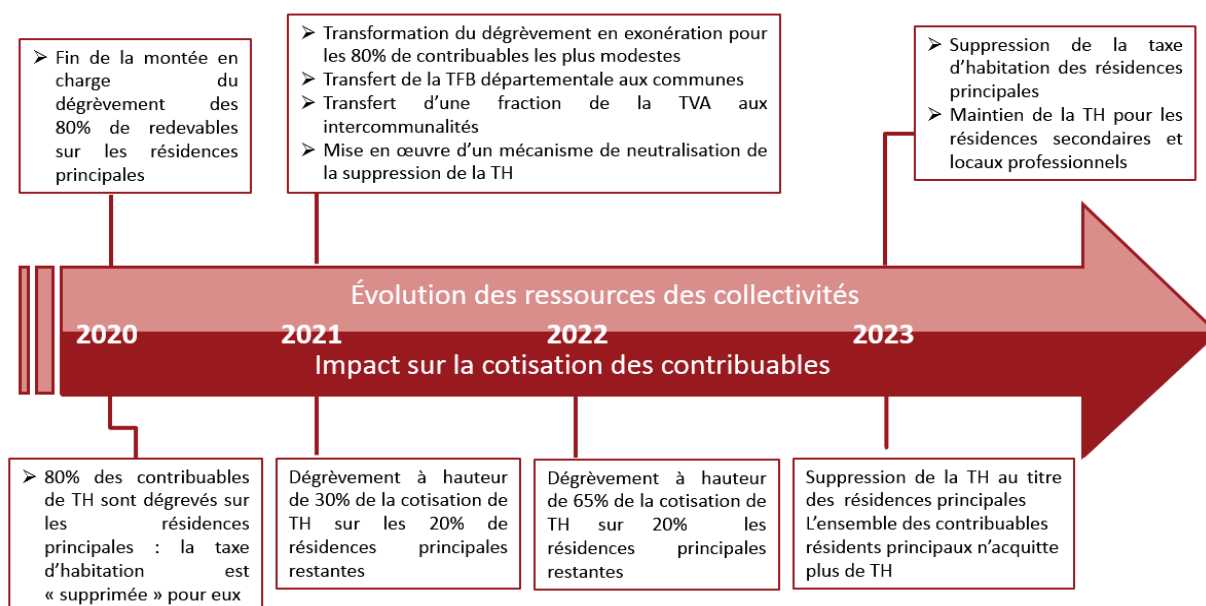 ➢ Fin de la montée en
charge du
dégrèvement des
80% de redevables
sur les résidences
principales
➢ Transformation du dégrèvement en exonération pour
les 80% de contribuables les plus modestes
➢ Transfert de la TFB départementale aux communes
➢ Transfert d'une fraction de la TVA aux
intercommunalités
➢ Mise en œuvre d'un mécanisme de neutralisation de
la suppression de la TH
➢ Suppression de la taxe
d'habitation des résidences
principales
➢ Maintien de la TH pour les
résidences secondaires et
locaux professionnels
Évolution des ressources des collectivités
2020 2021 2022 2023
Impact sur la cotisation des contribuables
➢ 80% des contribuables
de TH sont dégrevés sur
les résidences
principales : la taxe
d'habitation est
« supprimée » pour eux
Dégrèvement à hauteur
de 30% de la cotisation de
TH sur les 20% de
résidences principales
restantes
Dégrèvement à hauteur
de 65% de la cotisation de
TH sur 20% les
résidences principales
restantes
Suppression de la TH au titre
des résidences principales
L'ensemble des contribuables
résidents principaux n'acquitte
plus de TH